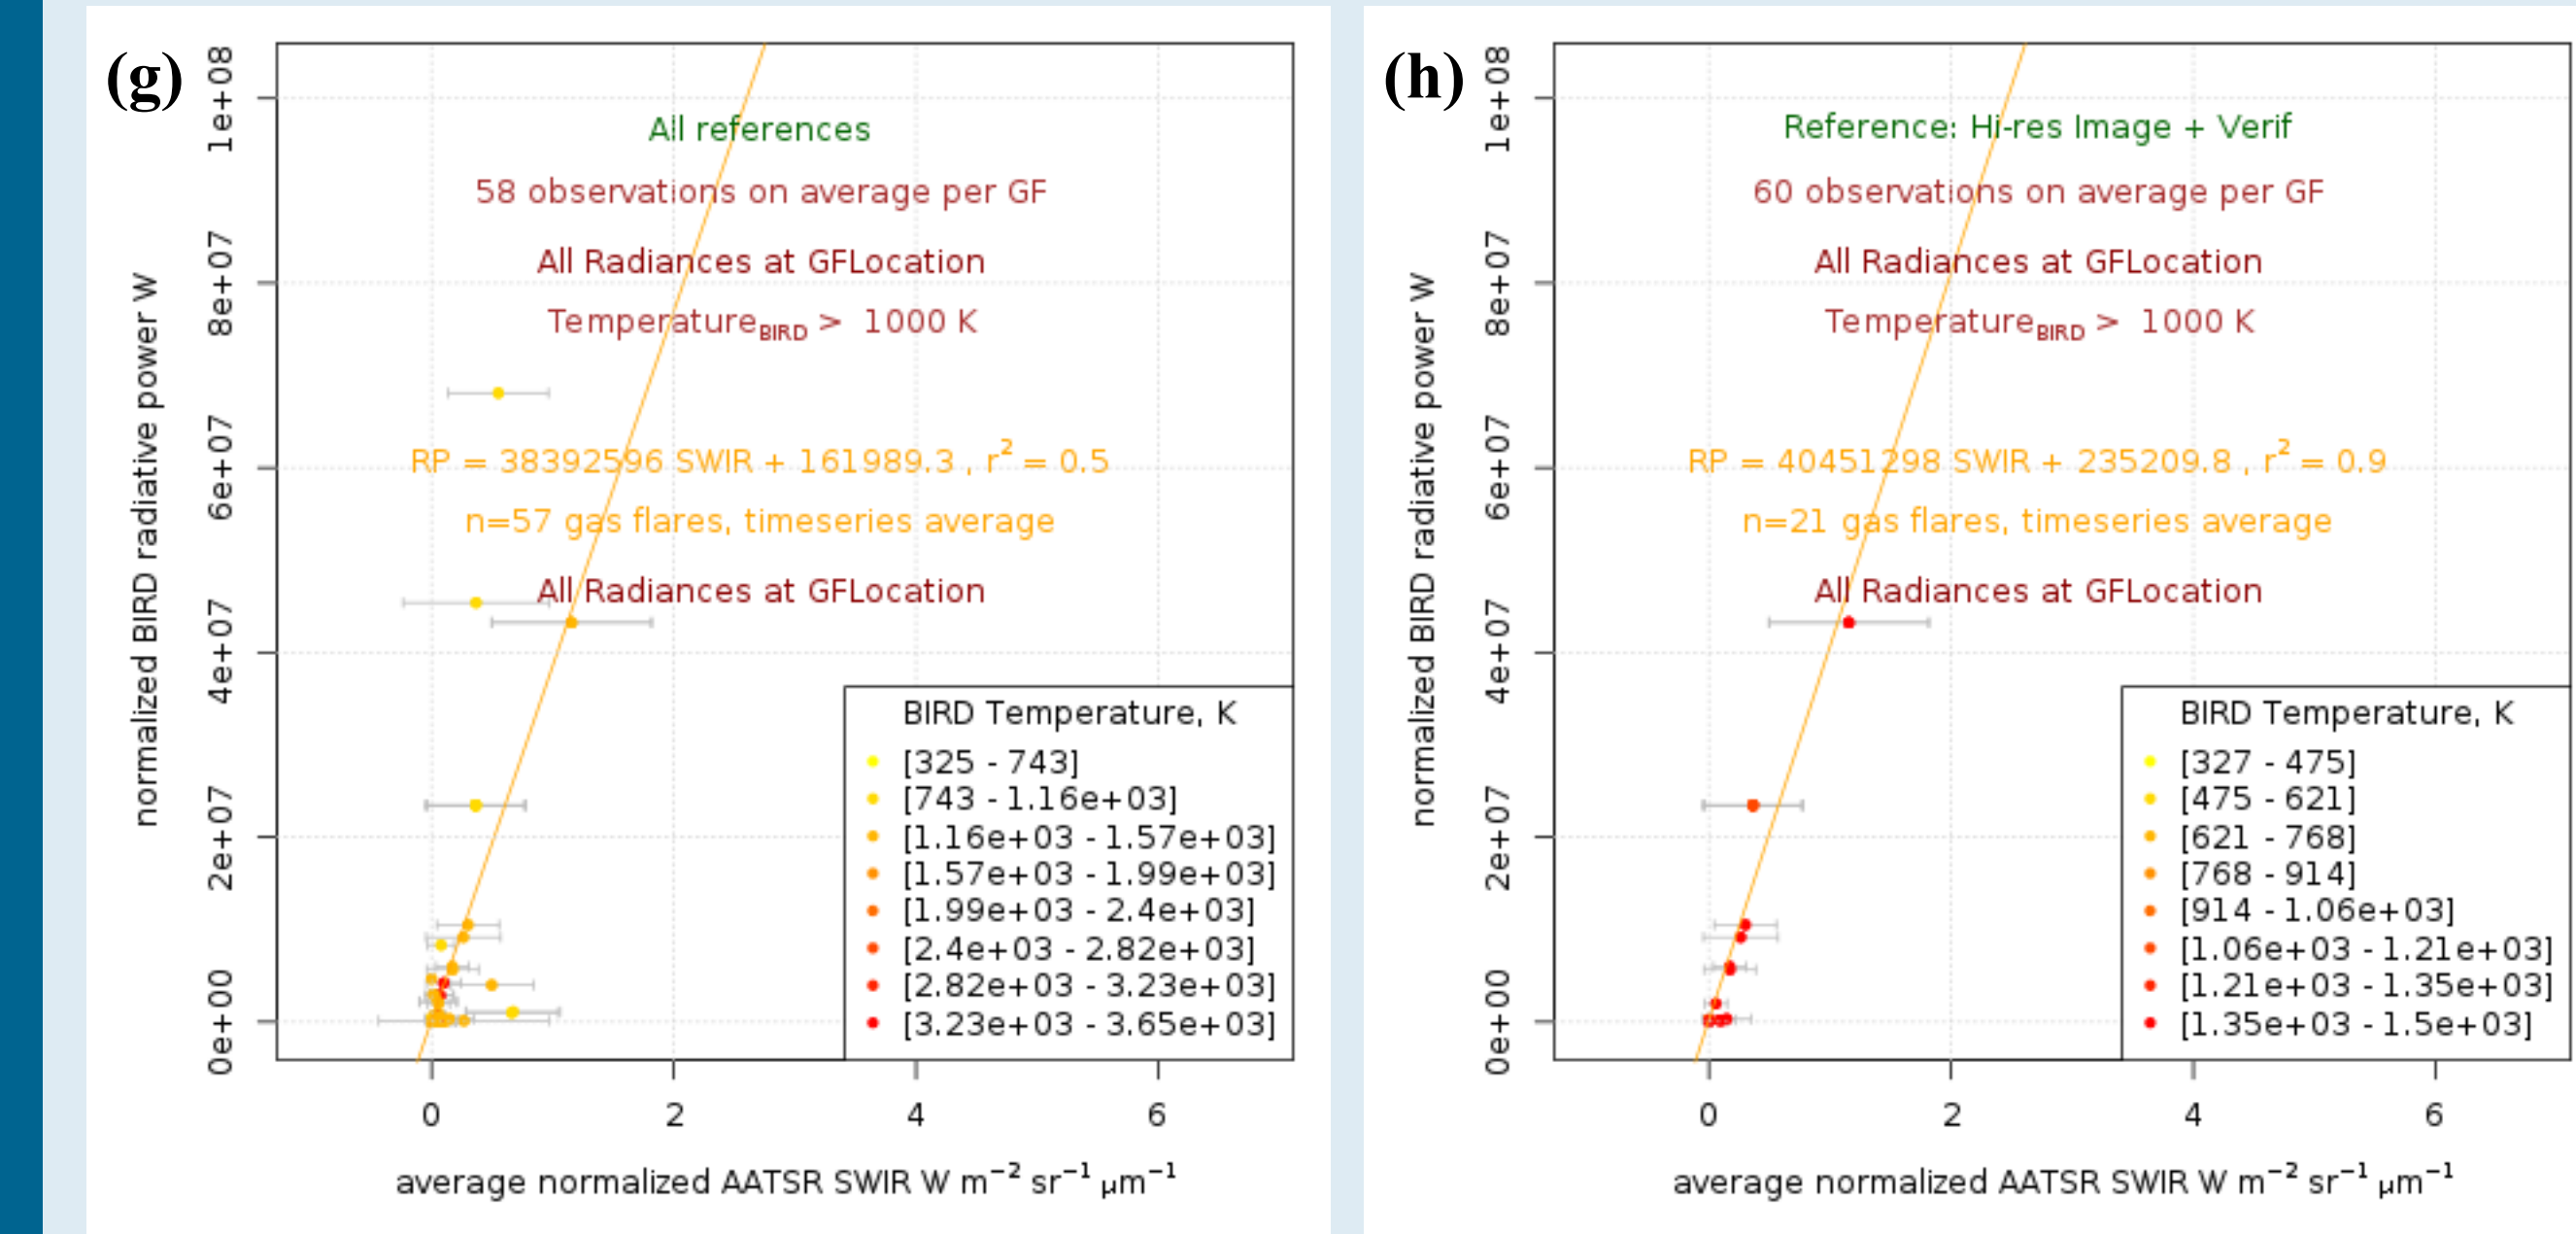 (g)
1e+08
8e+07
6e+07
4e+07
2e+07
0e+00
normalized BIRD radiative power W
All references
58 observations on average per GF
All Radiances at GFLocation
Temperature_BIRD > 1000 K
RP = 38392596 SWIR + 161989.3 , r² = 0.5
n=57 gas flares, timeseries average
All Radiances at GFLocation
BIRD Temperature, K
[325 - 743]
[743 - 1.16e+03]
[1.16e+03 - 1.57e+03]
[1.57e+03 - 1.99e+03]
[1.99e+03 - 2.4e+03]
[2.4e+03 - 2.82e+03]
[2.82e+03 - 3.23e+03]
[3.23e+03 - 3.65e+03]
0 2 4 6
average normalized AATSR SWIR W m⁻² sr⁻¹ µm⁻¹
(h)
1e+08
8e+07
6e+07
4e+07
2e+07
0e+00
normalized BIRD radiative power W
Reference: Hi-res Image + Verif
60 observations on average per GF
All Radiances at GFLocation
Temperature_BIRD > 1000 K
RP = 40451298 SWIR + 235209.8 , r² = 0.9
n=21 gas flares, timeseries average
All Radiances at GFLocation
BIRD Temperature, K
[327 - 475]
[475 - 621]
[621 - 768]
[768 - 914]
[914 - 1.06e+03]
[1.06e+03 - 1.21e+03]
[1.21e+03 - 1.35e+03]
[1.35e+03 - 1.5e+03]
0 2 4 6
average normalized AATSR SWIR W m⁻² sr⁻¹ µm⁻¹